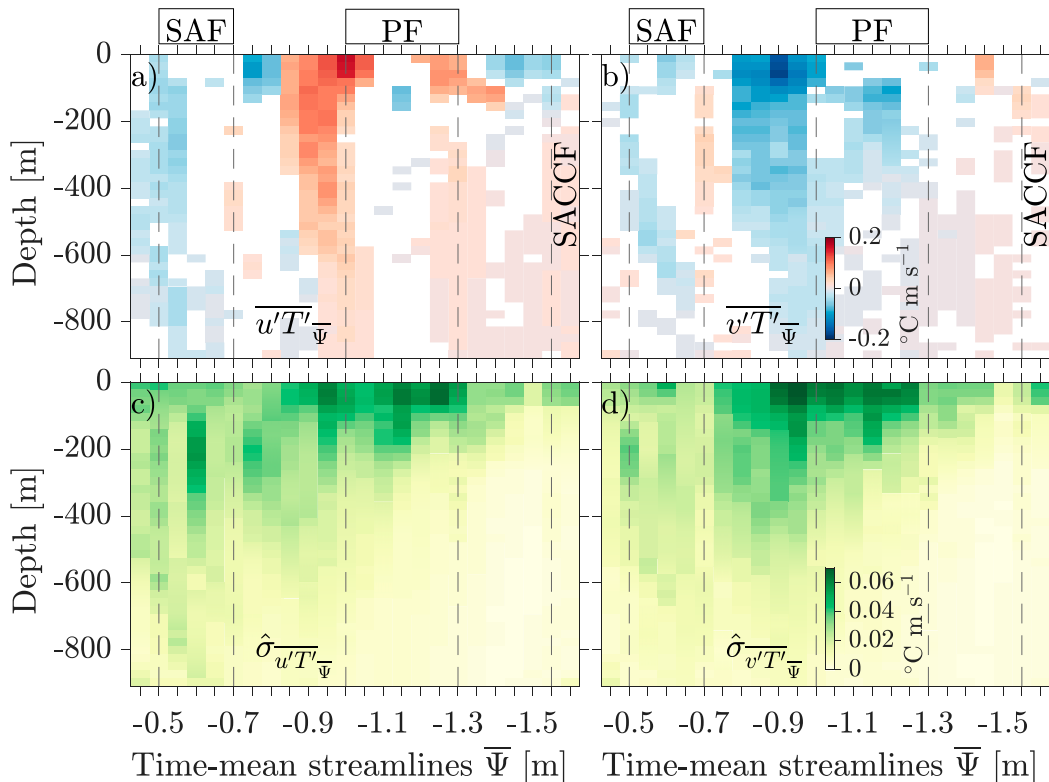 SAF PF SAF PF
a) b)
0
-200
-400
-600
-800
Depth [m]
SACCF SACCF
0.2
0
-0.2
°C m s⁻¹
u′T′_Ψ v′T′_Ψ
c) d)
0
-200
-400
-600
-800
Depth [m]
0.06
0.04
0.02
0
°C m s⁻¹
σ̂_u′T′_Ψ σ̂_v′T′_Ψ
-0.5 -0.7 -0.9 -1.1 -1.3 -1.5 -0.5 -0.7 -0.9 -1.1 -1.3 -1.5
Time-mean streamlines Ψ̅ [m] Time-mean streamlines Ψ̅ [m]